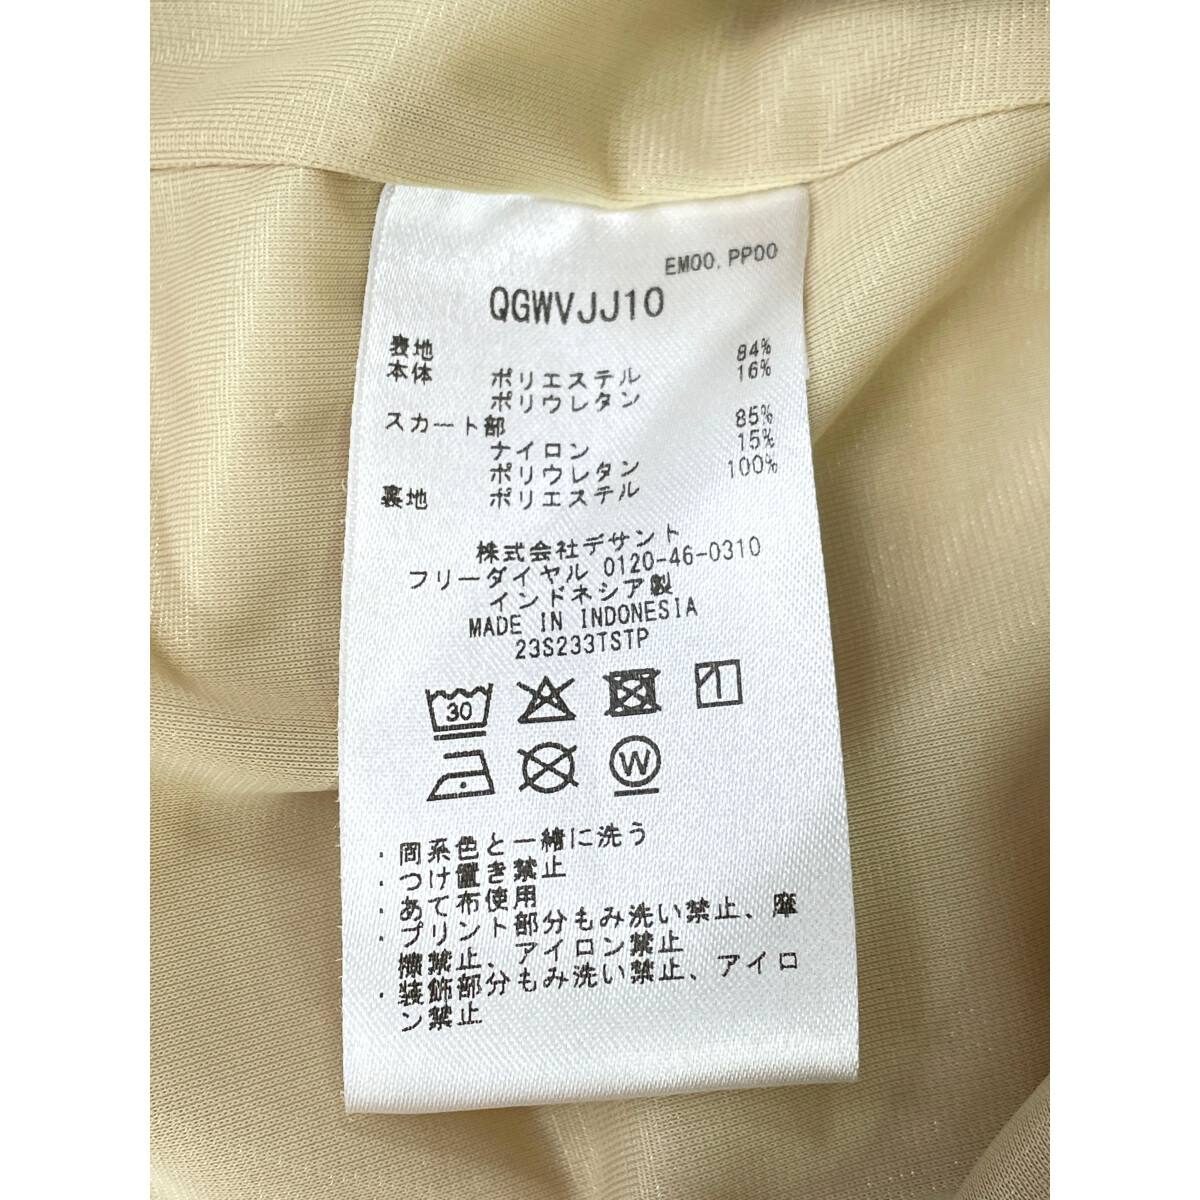 EM00.PP00
QGWVJJ10
表地
本体 ポリエステル 84%
ポリウレタン 16%
スカート部
ナイロン 85%
ポリウレタン 15%
裏地 ポリエステル 100%
株式会社デサント
フリーダイヤル 0120-46-0310
インドネシア製
MADE IN INDONESIA
23S233TSTP
30
W
・同系色と一緒に洗う
・つけ置き禁止
・あて布使用
・プリント部分もみ洗い禁止、摩
擦禁止、アイロン禁止
・装飾部分もみ洗い禁止、アイロ
ン禁止